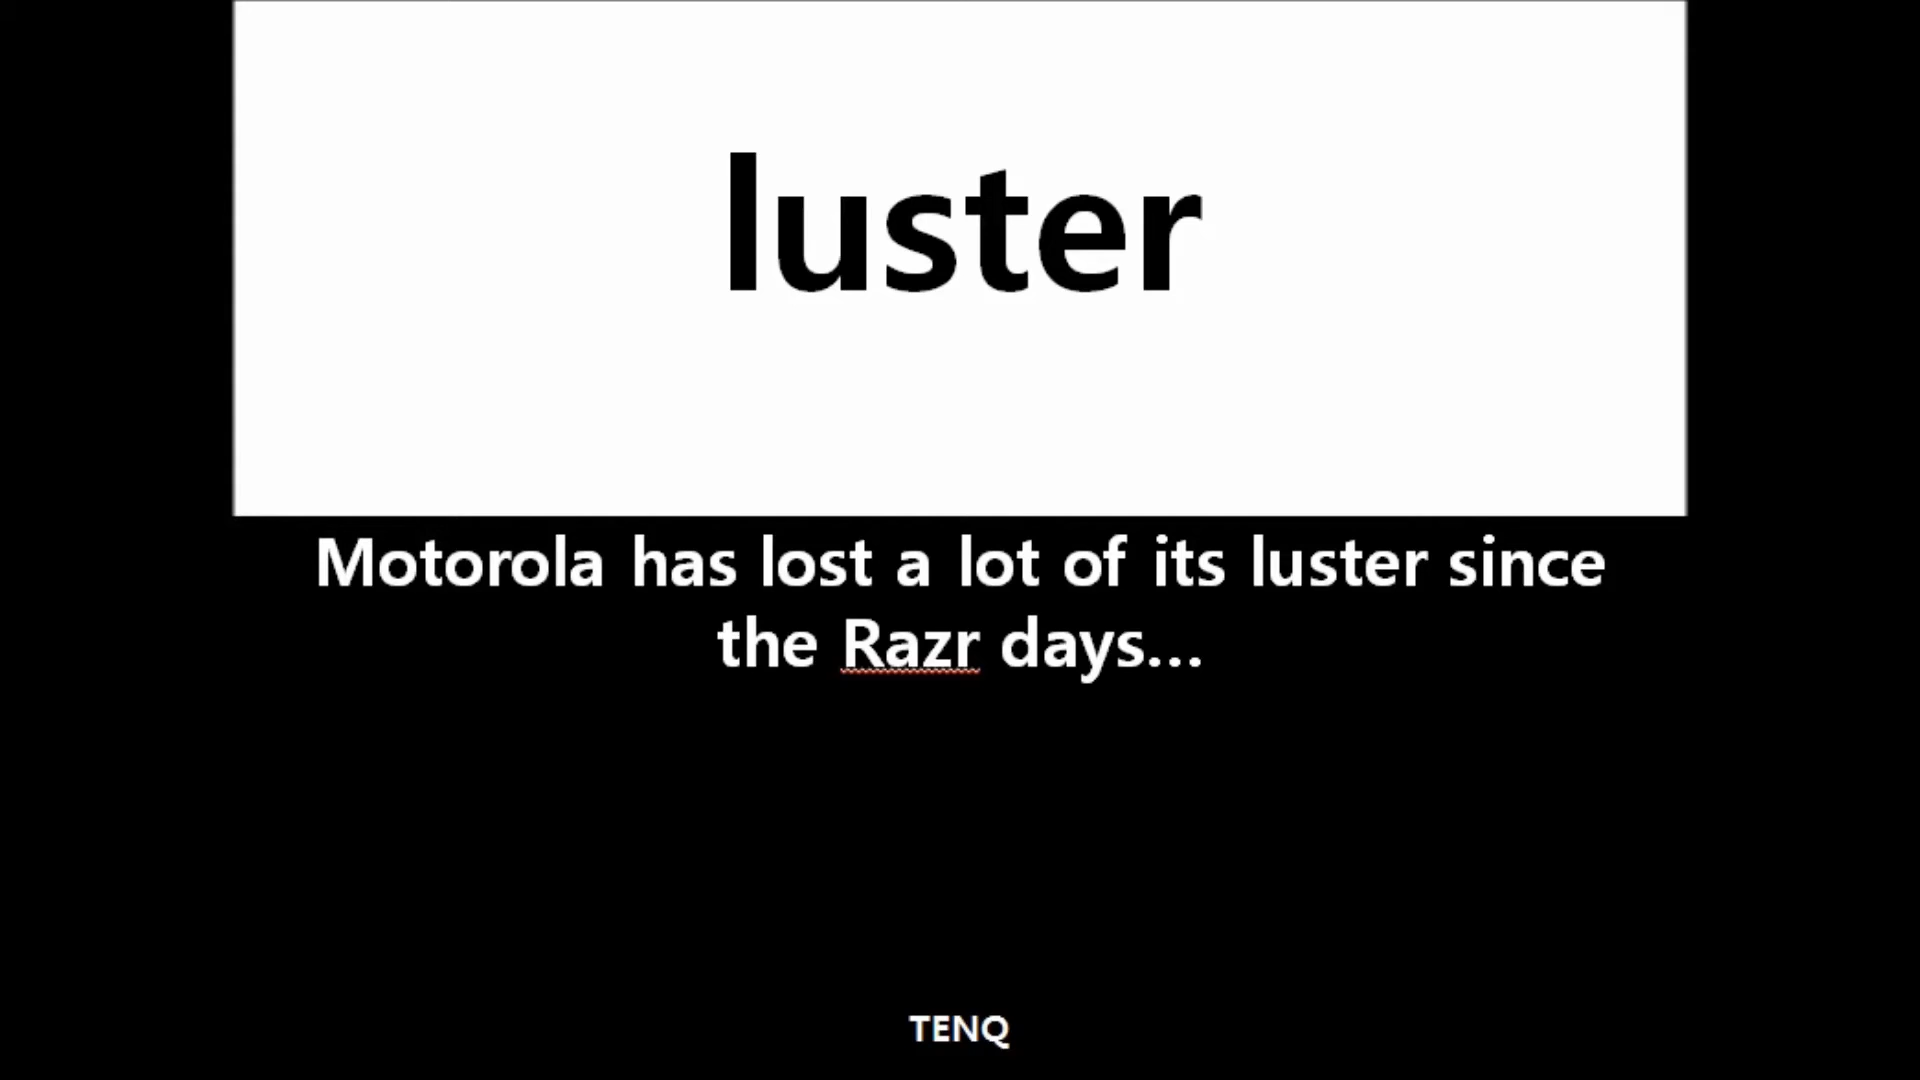 luster
Motorola has lost a lot of its luster since
the Razr days...
TENQ